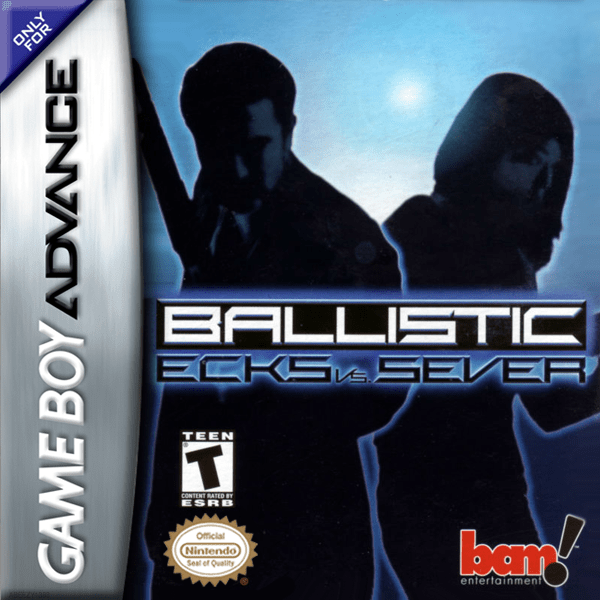 ONLY
FOR
GAME BOY ADVANCE
BALLISTIC
ECKS VS. SEVER
TEEN
T
CONTENT RATED BY
ESRB
Official
Nintendo
Seal of Quality
bam!
entertainment